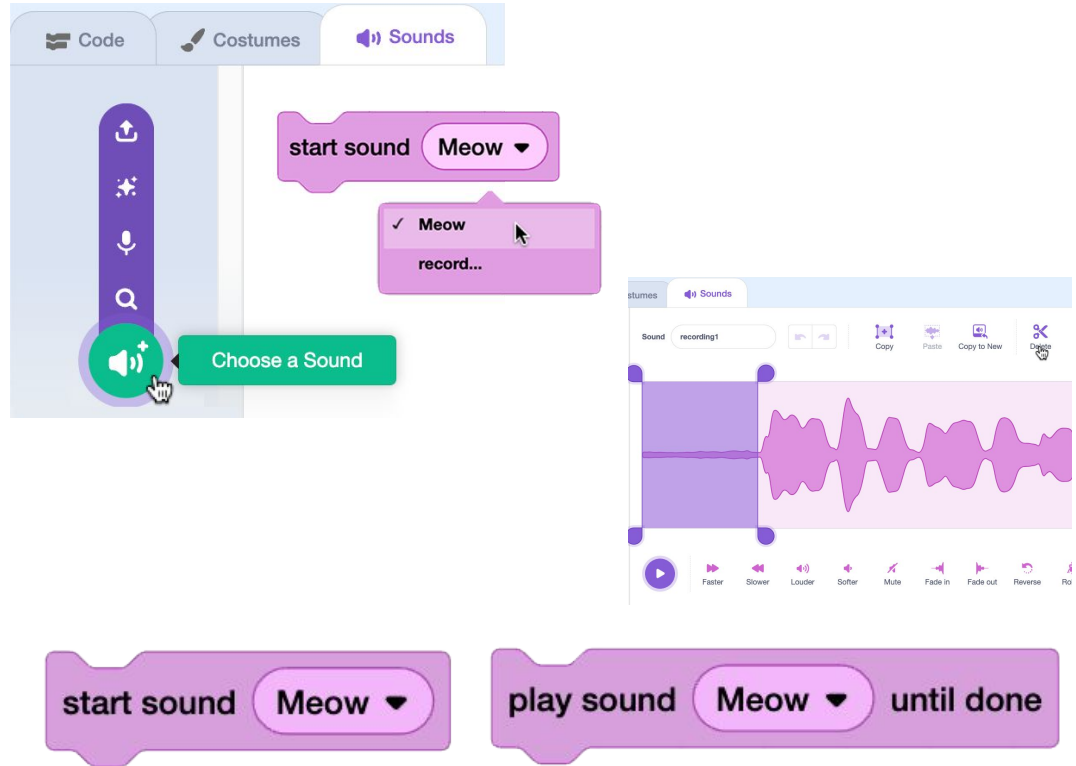 Code Costumes Sounds
start sound Meow
✓ Meow
record...
Choose a Sound
stumes Sounds
Sound recording1 Copy Paste Copy to New Delete
Faster Slower Louder Softer Mute Fade in Fade out Reverse
start sound Meow
play sound Meow until done